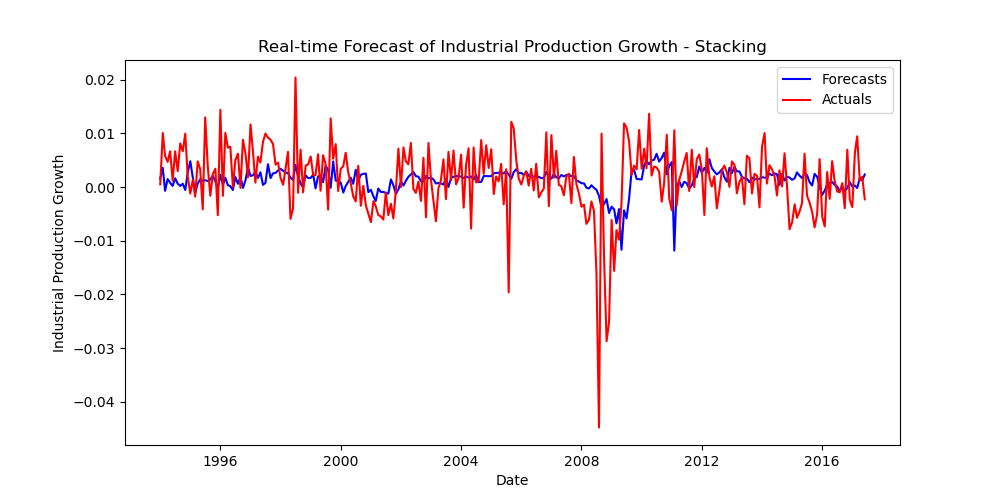 Real-time Forecast of Industrial Production Growth - Stacking
Forecasts
Actuals
Industrial Production Growth
0.02
0.01
0.00
−0.01
−0.02
−0.03
−0.04
1996
2000
2004
2008
2012
2016
Date